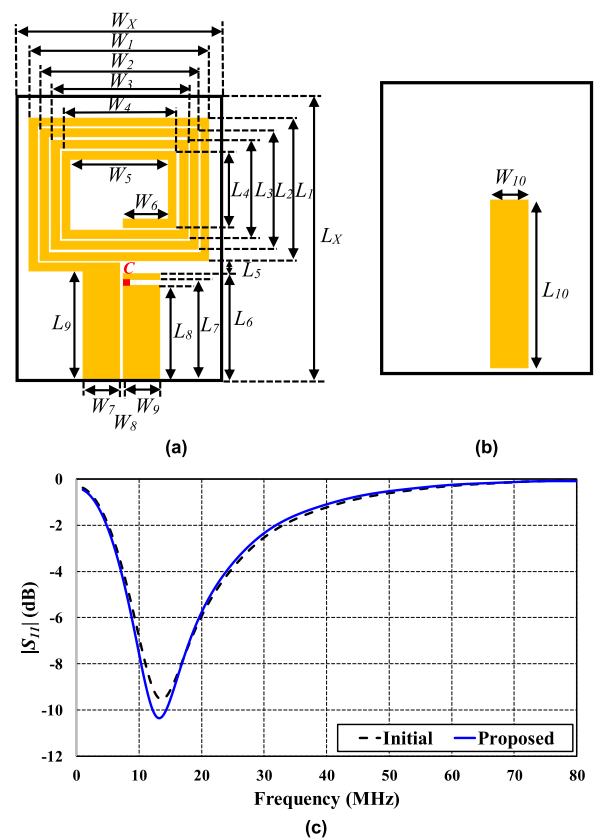 W_X
W_1
W_2
W_3
W_4
W_5
W_6
L_4 L_3 L_2 L_1
L_X
C
L_5
L_9 L_8 L_7 L_6
W_7 W_9
W_8
W_10
L_10
(a) (b)
0
-2
-4
-6
-8
-10
-12
|S_11| (dB)
Initial Proposed
0 10 20 30 40 50 60 70 80
Frequency (MHz)
(c)